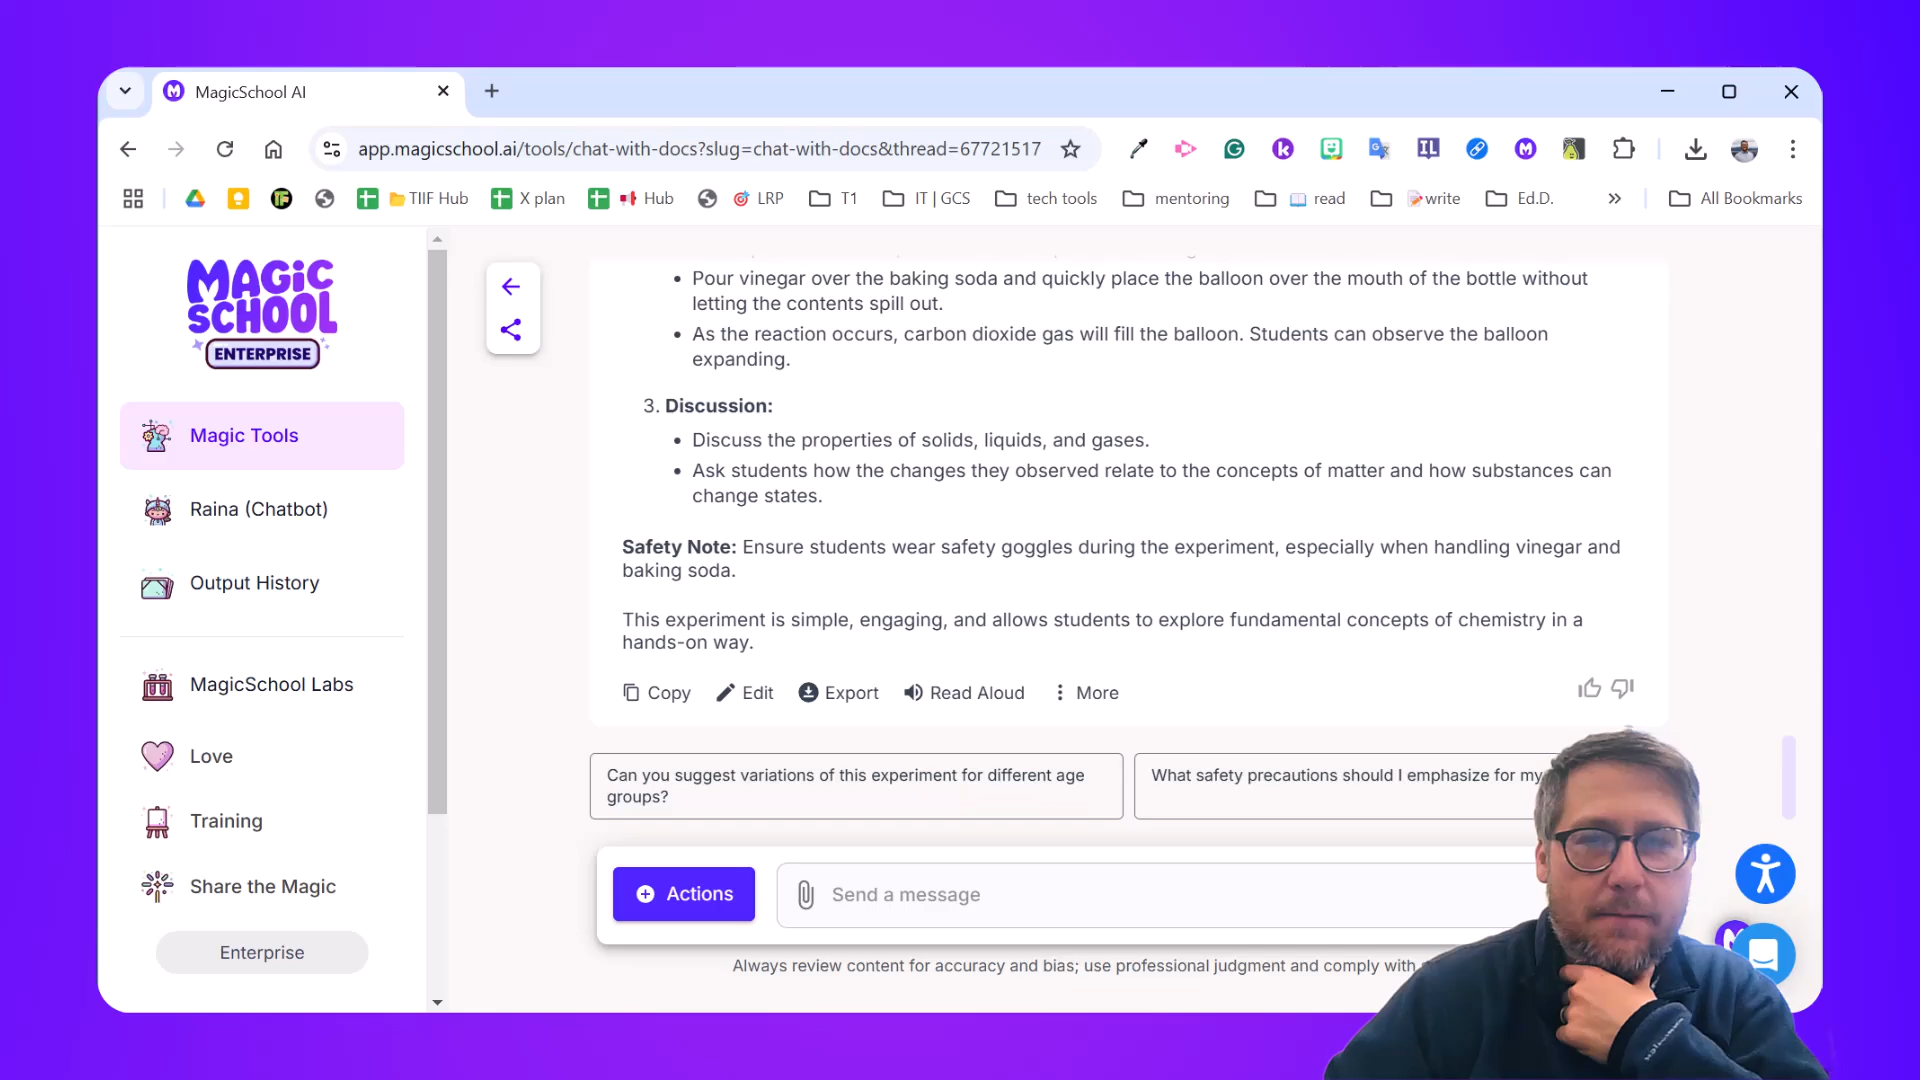 MagicSchool AI
app.magicschool.ai/tools/chat-with-docs?slug=chat-with-docs&thread=67721517
TIIF Hub
X plan
Hub
LRP
T1
IT | GCS
tech tools
mentoring
read
write
Ed.D.
All Bookmarks
MAGIC
SCHOOL
ENTERPRISE
Magic Tools
Raina (Chatbot)
Output History
MagicSchool Labs
Love
Training
Share the Magic
Enterprise
• Pour vinegar over the baking soda and quickly place the balloon over the mouth of the bottle without
letting the contents spill out.
• As the reaction occurs, carbon dioxide gas will fill the balloon. Students can observe the balloon
expanding.
3. Discussion:
• Discuss the properties of solids, liquids, and gases.
• Ask students how the changes they observed relate to the concepts of matter and how substances can
change states.
Safety Note: Ensure students wear safety goggles during the experiment, especially when handling vinegar and
baking soda.
This experiment is simple, engaging, and allows students to explore fundamental concepts of chemistry in a
hands-on way.
Copy
Edit
Export
Read Aloud
More
Can you suggest variations of this experiment for different age
groups?
What safety precautions should I emphasize for my
Actions
Send a message
Always review content for accuracy and bias; use professional judgment and comply with